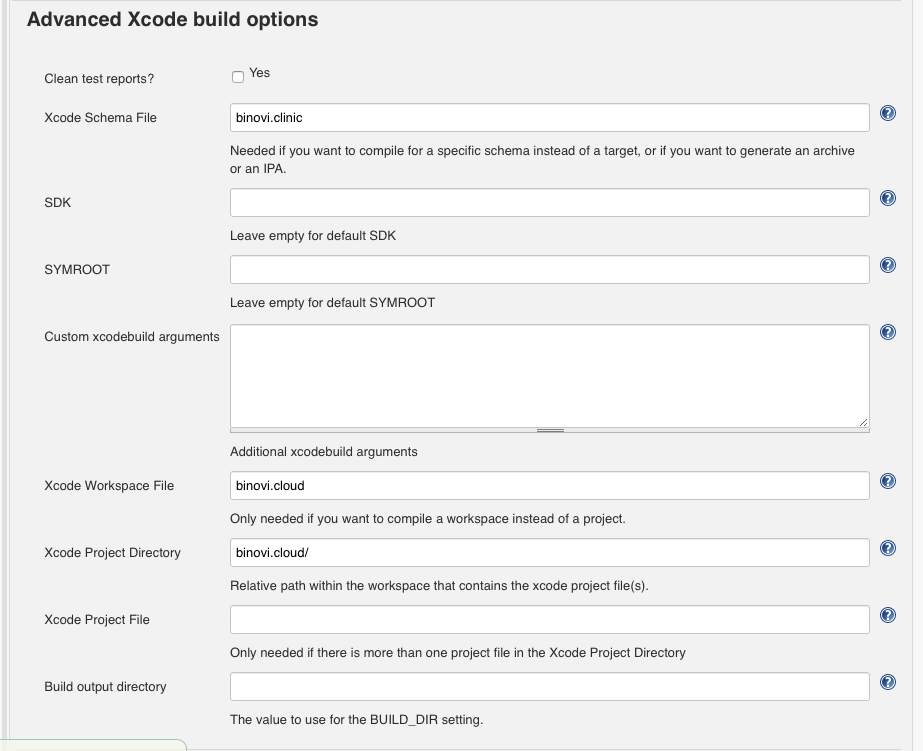 Advanced Xcode build options
Clean test reports?
Yes
Xcode Schema File
binovi.clinic
Needed if you want to compile for a specific schema instead of a target, or if you want to generate an archive
or an IPA.
SDK
Leave empty for default SDK
SYMROOT
Leave empty for default SYMROOT
Custom xcodebuild arguments
Additional xcodebuild arguments
Xcode Workspace File
binovi.cloud
Only needed if you want to compile a workspace instead of a project.
Xcode Project Directory
binovi.cloud/
Relative path within the workspace that contains the xcode project file(s).
Xcode Project File
Only needed if there is more than one project file in the Xcode Project Directory
Build output directory
The value to use for the BUILD_DIR setting.